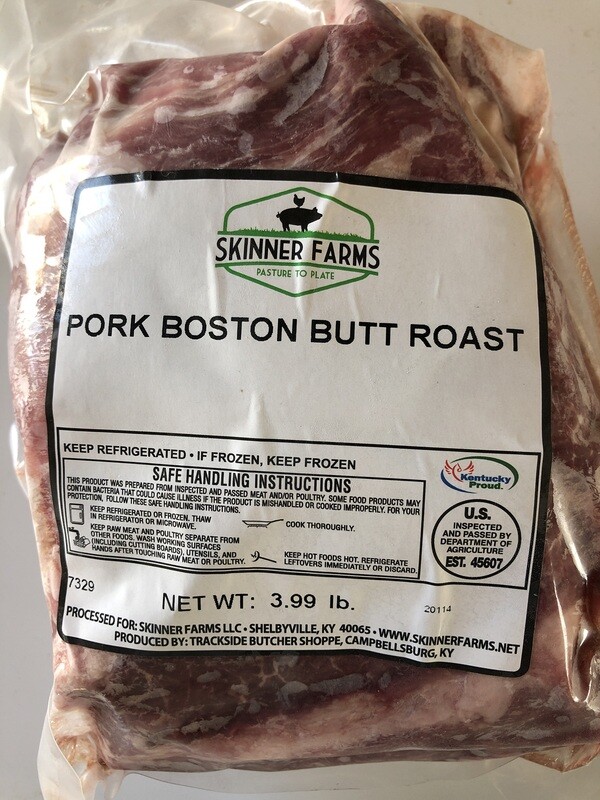 SKINNER FARMS
PASTURE TO PLATE
PORK BOSTON BUTT ROAST
KEEP REFRIGERATED • IF FROZEN, KEEP FROZEN
SAFE HANDLING INSTRUCTIONS
THIS PRODUCT WAS PREPARED FROM INSPECTED AND PASSED MEAT AND/OR POULTRY. SOME FOOD PRODUCTS MAY
CONTAIN BACTERIA THAT COULD CAUSE ILLNESS IF THE PRODUCT IS MISHANDLED OR COOKED IMPROPERLY. FOR YOUR
PROTECTION, FOLLOW THESE SAFE HANDLING INSTRUCTIONS.
KEEP REFRIGERATED OR FROZEN. THAW
IN REFRIGERATOR OR MICROWAVE.
KEEP RAW MEAT AND POULTRY SEPARATE FROM
OTHER FOODS. WASH WORKING SURFACES
(INCLUDING CUTTING BOARDS), UTENSILS, AND
HANDS AFTER TOUCHING RAW MEAT OR POULTRY.
COOK THOROUGHLY.
KEEP HOT FOODS HOT. REFRIGERATE
LEFTOVERS IMMEDIATELY OR DISCARD.
Kentucky
Proud.
U.S.
INSPECTED
AND PASSED BY
DEPARTMENT OF
AGRICULTURE
EST. 45607
7329
NET WT: 3.99 lb.
20114
PROCESSED FOR: SKINNER FARMS LLC • SHELBYVILLE, KY 40065 • WWW.SKINNERFARMS.NET
PRODUCED BY: TRACKSIDE BUTCHER SHOPPE, CAMPBELLSBURG, KY